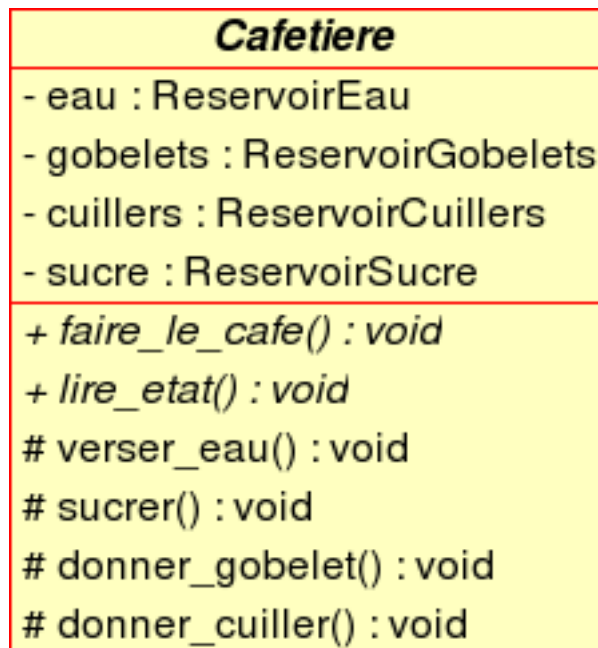 Cafetiere
- eau : ReservoirEau
- gobelets : ReservoirGobelets
- cuillers : ReservoirCuillers
- sucre : ReservoirSucre
+ faire_le_cafe() : void
+ lire_etat() : void
# verser_eau() : void
# sucrer() : void
# donner_gobelet() : void
# donner_cuiller() : void